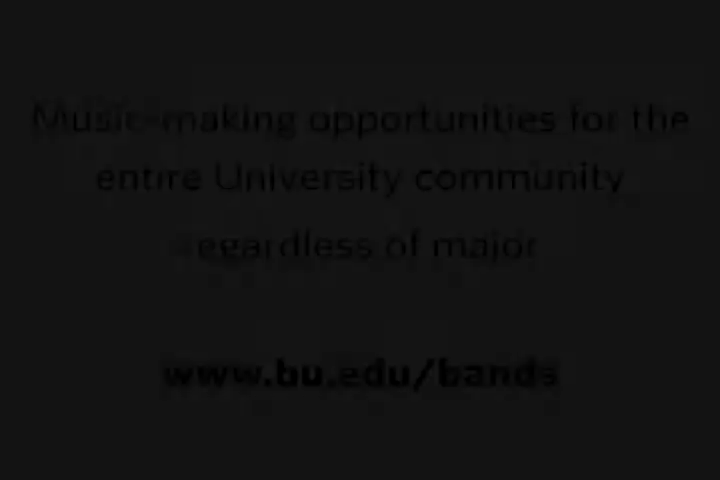 Music-making opportunities for the
entire University community
regardless of major
www.bu.edu/bands